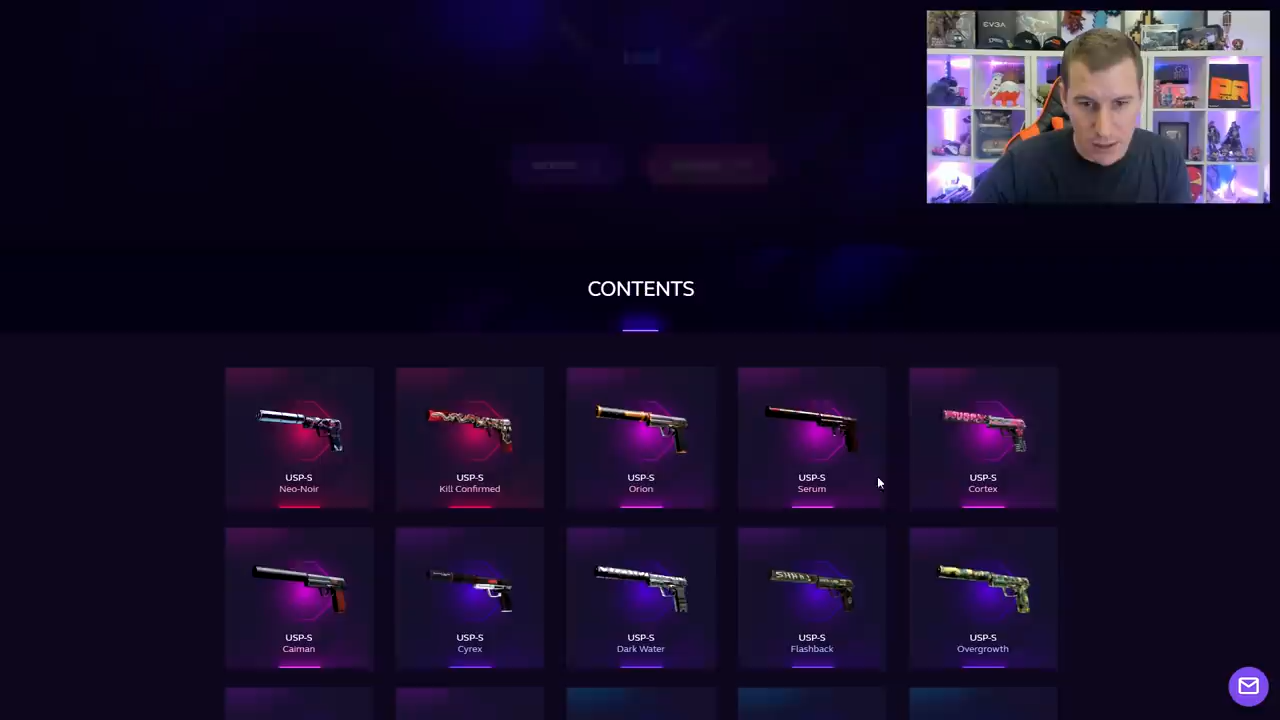 EVGA
CONTENTS
USP-S
Neo-Noir
USP-S
Kill Confirmed
USP-S
Orion
USP-S
Serum
USP-S
Cortex
USP-S
Caiman
USP-S
Cyrex
USP-S
Dark Water
USP-S
Flashback
USP-S
Overgrowth